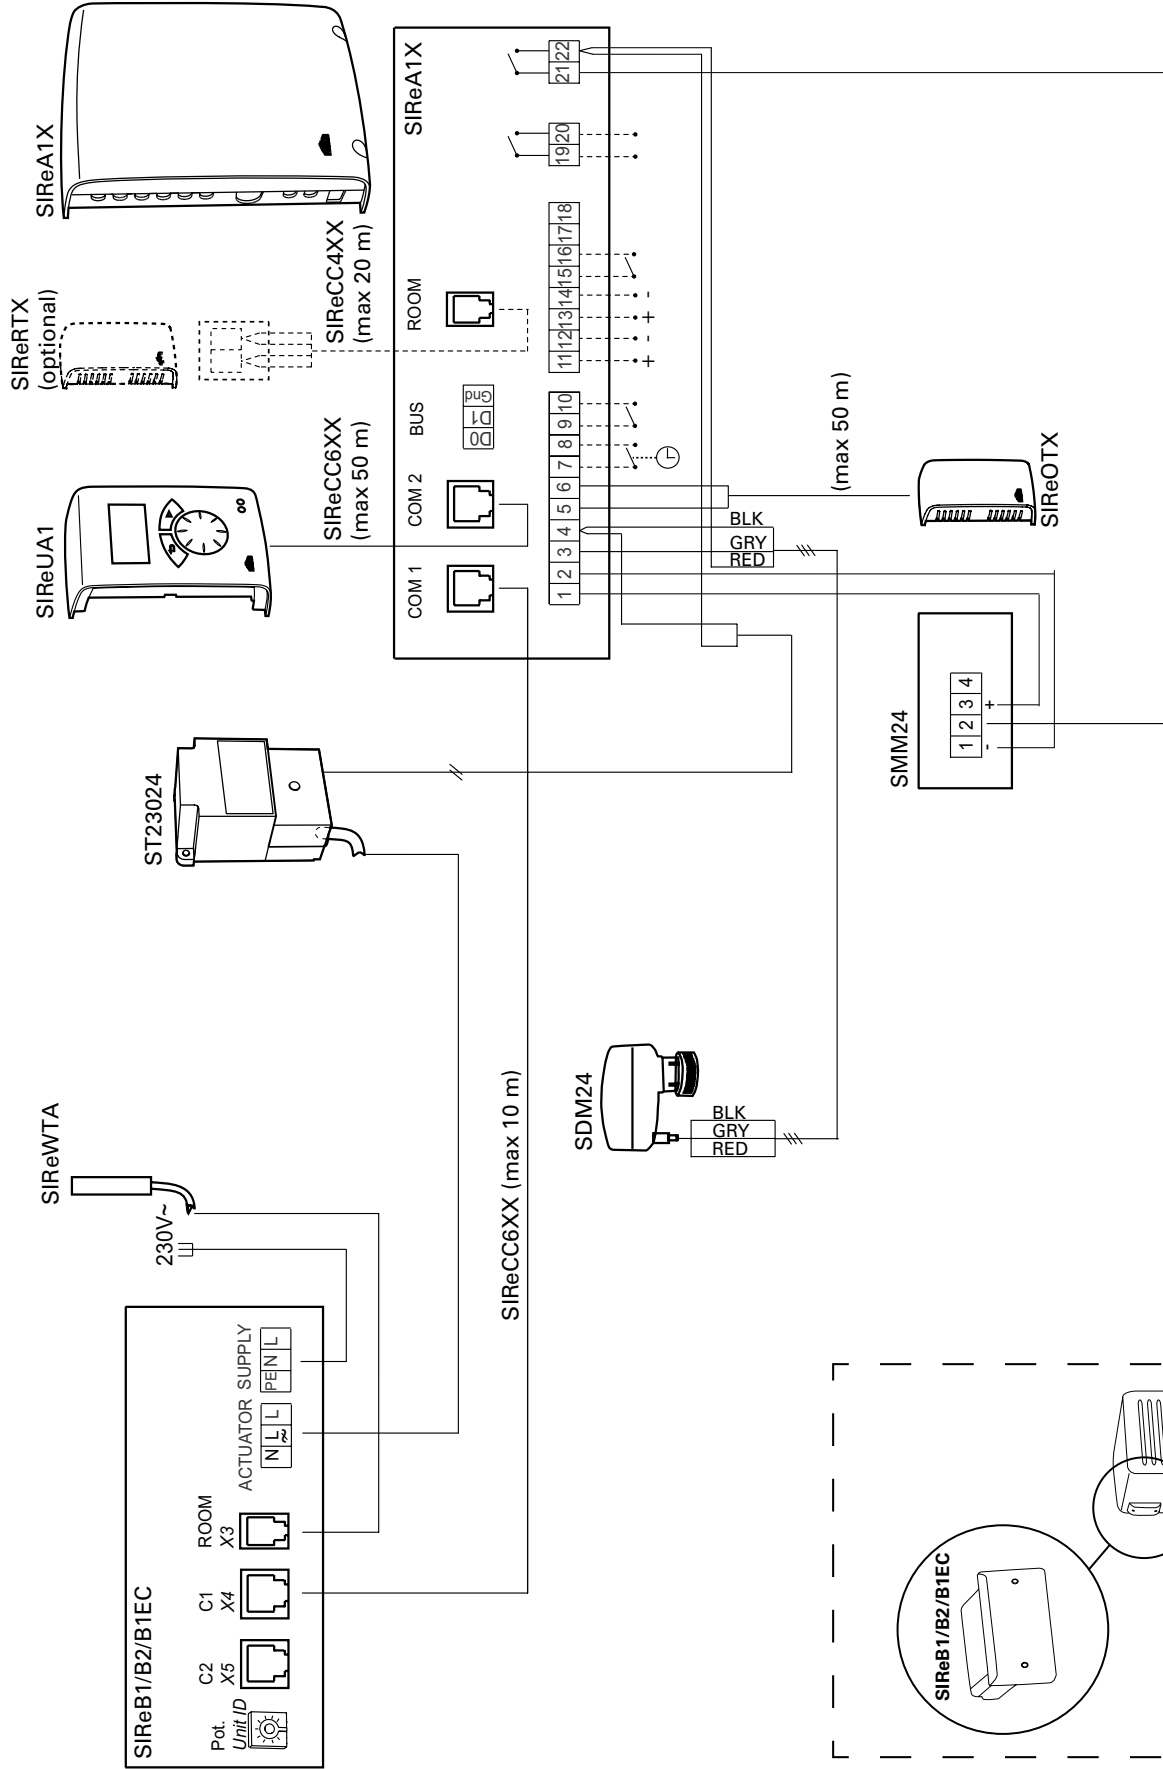 SIReB1/B2/B1EC
Pot.
Unit ID
C2
X5
C1
X4
ROOM
X3
ACTUATOR SUPPLY
N L L
PE N L
230V~
SIReWTA
ST23024
SIReUA1
SIReRTX
(optional)
SIReA1X
SIReCC6XX
(max 50 m)
SIReCC4XX
(max 20 m)
COM 1
COM 2
BUS
D0 D1 Gnd
ROOM
SIReA1X
1 2 3 4 5 6 7 8 9 10
11 12 13 14 15 16 17 18
19 20
21 22
+ - + -
SIReCC6XX (max 10 m)
SDM24
BLK
GRY
RED
BLK
GRY
RED
(max 50 m)
SIReOTX
SMM24
1 2 3 4
- +
SIReB1/B2/B1EC